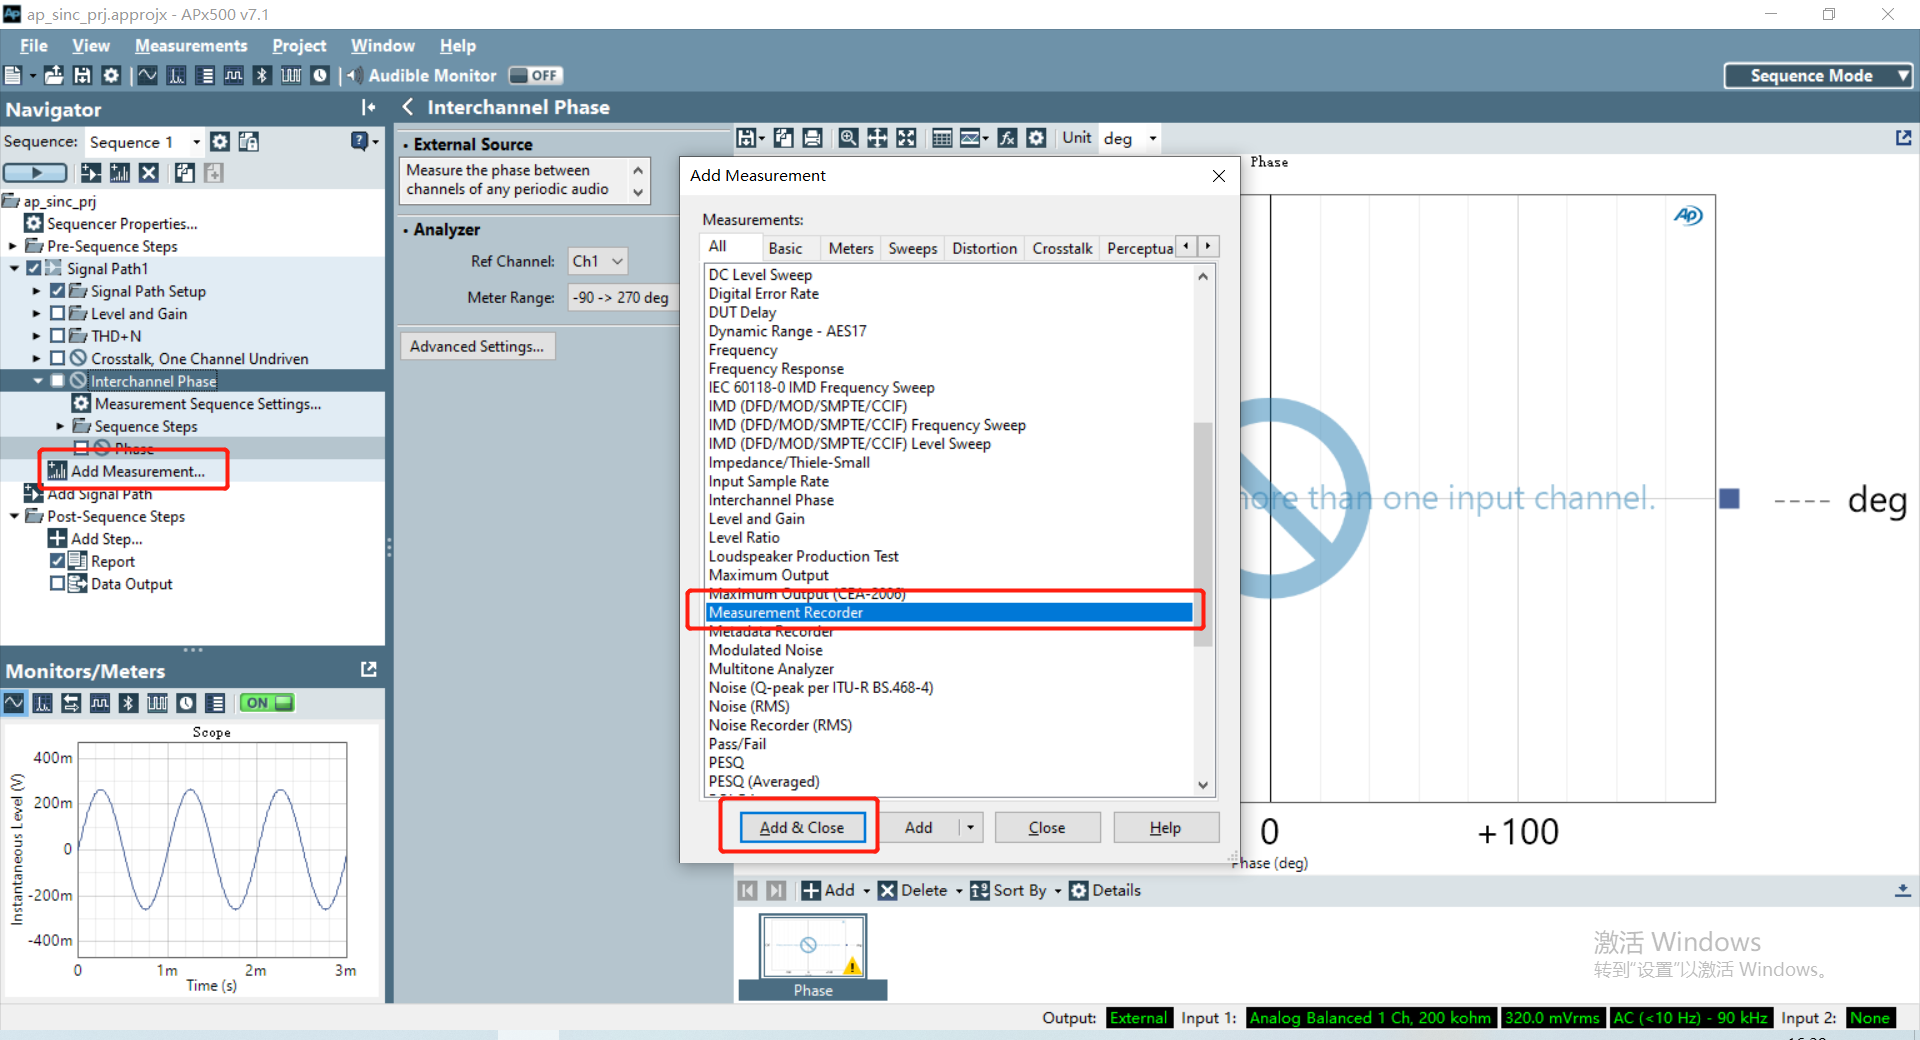 ap_sinc_prj.approjx - APx500 v7.1
File View Measurements Project Window Help
Audible Monitor OFF
Sequence Mode
Navigator
Interchannel Phase
Sequence: Sequence 1
ap_sinc_prj
Sequencer Properties...
Pre-Sequence Steps
Signal Path1
Signal Path Setup
Level and Gain
THD+N
Crosstalk, One Channel Undriven
Interchannel Phase
Measurement Sequence Settings...
Sequence Steps
Phase
Add Measurement...
Add Signal Path
Post-Sequence Steps
Add Step...
Report
Data Output
External Source
Measure the phase between
channels of any periodic audio
Analyzer
Ref Channel: Ch1
Meter Range: -90 -> 270 deg
Advanced Settings...
Unit deg
Phase
Add Measurement
Measurements:
All Basic Meters Sweeps Distortion Crosstalk Perceptua
DC Level Sweep
Digital Error Rate
DUT Delay
Dynamic Range - AES17
Frequency
Frequency Response
IEC 60118-0 IMD Frequency Sweep
IMD (DFD/MOD/SMPTE/CCIF)
IMD (DFD/MOD/SMPTE/CCIF) Frequency Sweep
IMD (DFD/MOD/SMPTE/CCIF) Level Sweep
Impedance/Thiele-Small
Input Sample Rate
Interchannel Phase
Level and Gain
Level Ratio
Loudspeaker Production Test
Maximum Output
Maximum Output (CEA-2006)
Measurement Recorder
Metadata Recorder
Modulated Noise
Multitone Analyzer
Noise (Q-peak per ITU-R BS.468-4)
Noise (RMS)
Noise Recorder (RMS)
Pass/Fail
PESQ
PESQ (Averaged)
Add & Close Add Close Help
AP
more than one input channel.
deg
0 +100
Phase (deg)
Monitors/Meters
ON
Scope
Instantaneous Level (V)
400m
200m
0
-200m
-400m
0 1m 2m 3m
Time (s)
Add Delete Sort By Details
Phase
激活 Windows
转到“设置”以激活 Windows。
Output: External Input 1: Analog Balanced 1 Ch, 200 kohm 320.0 mVrms AC (<10 Hz) - 90 kHz Input 2: None